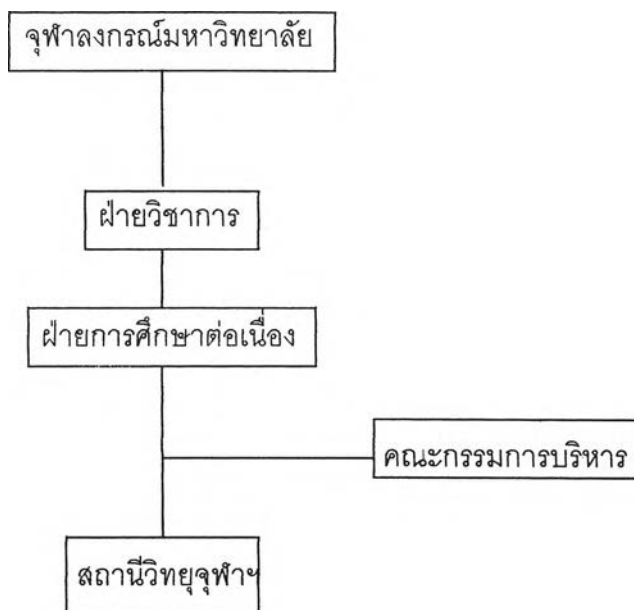 จุฬาลงกรณ์มหาวิทยาลัย
ฝ่ายวิชาการ
ฝ่ายการศึกษาต่อเนื่อง
คณะกรรมการบริหาร
สถานีวิทยุจุฬาฯ